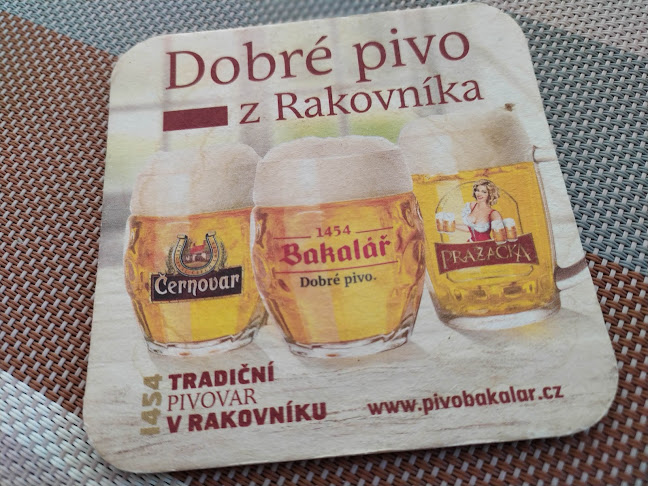 Dobré pivo
z Rakovníka
Černovar
1454
Bakalář
Dobré pivo.
PRAŽAČKA
1454
TRADIČNÍ
PIVOVAR
V RAKOVNÍKU
www.pivobakalar.cz